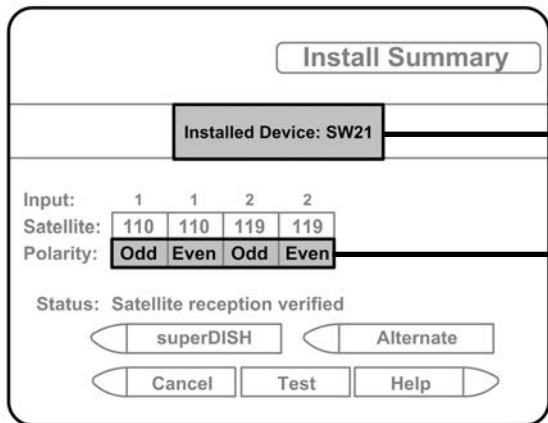 Install Summary
Installed Device: SW21
Input: 1 1 2 2
Satellite: 110 110 119 119
Polarity: Odd Even Odd Even
Status: Satellite reception verified
superDISH Alternate
Cancel Test Help